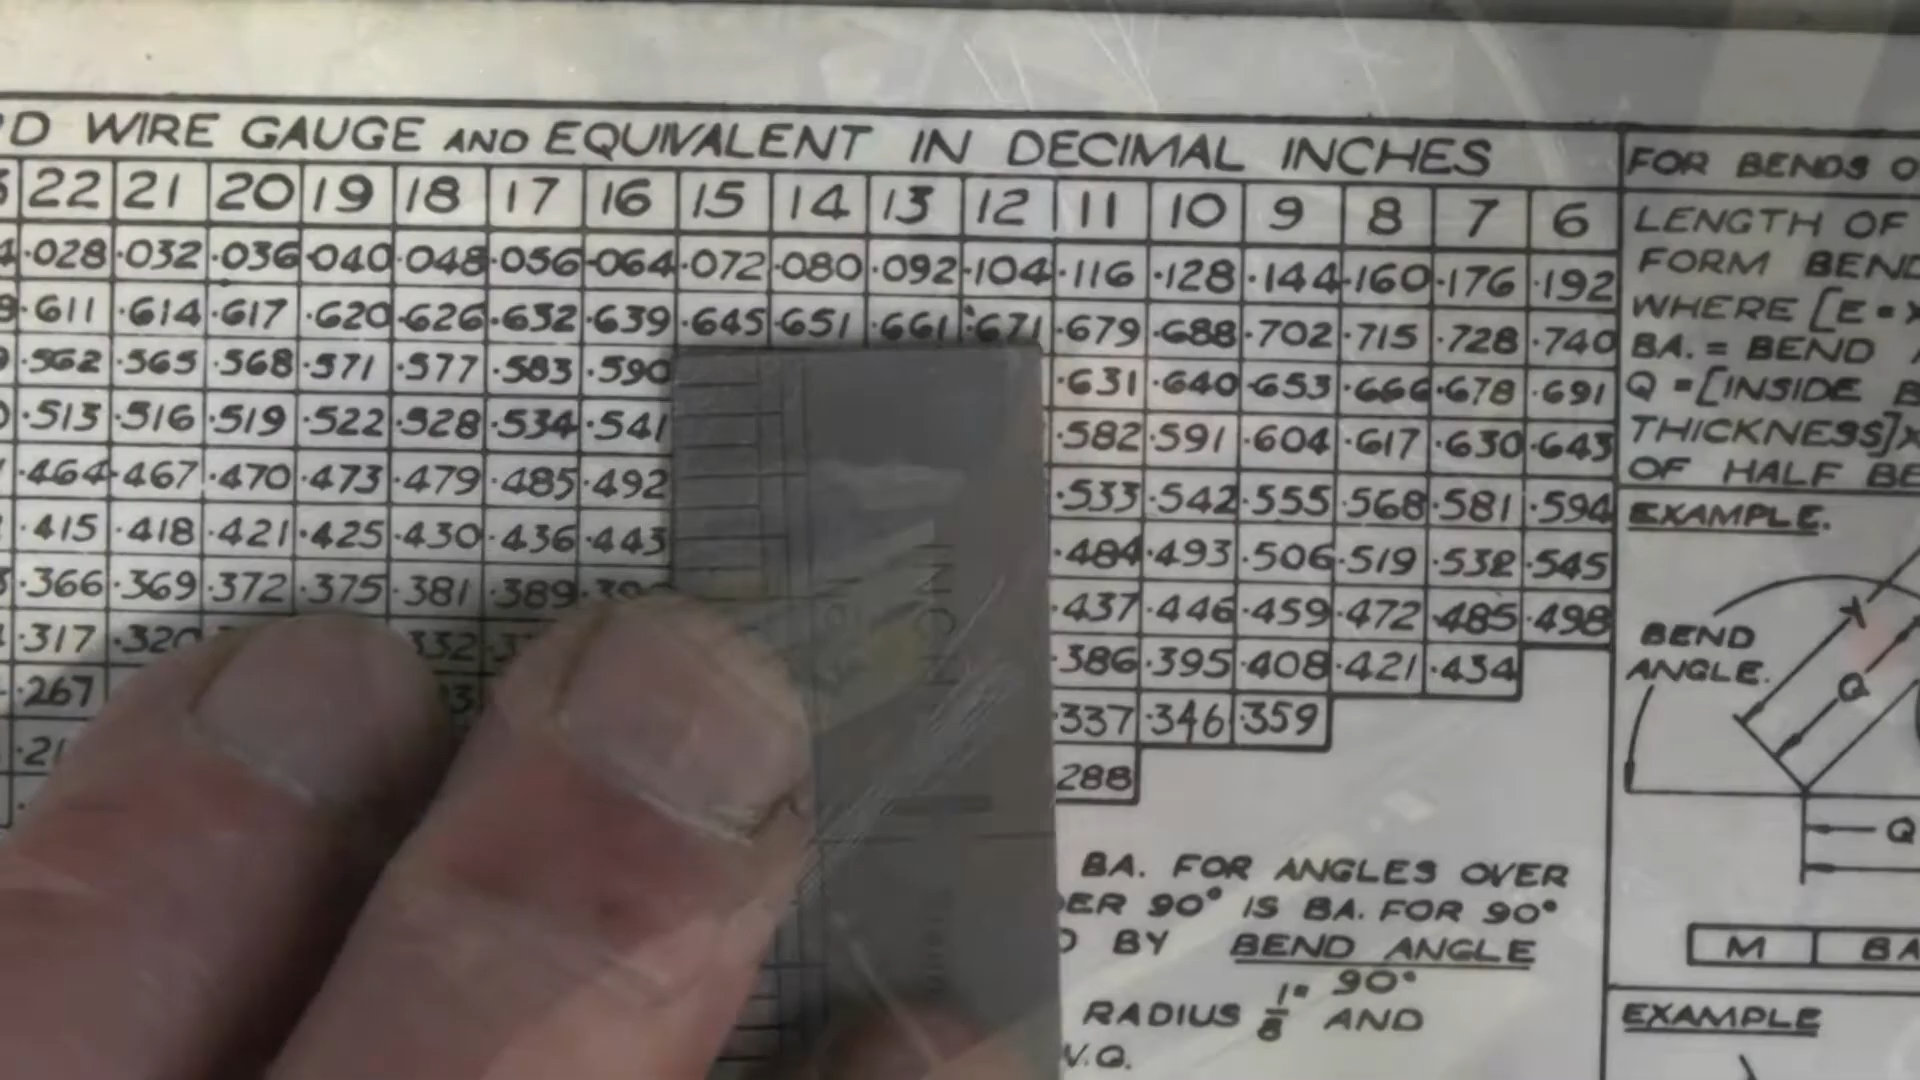 D WIRE GAUGE AND EQUIVALENT IN DECIMAL INCHES
22 21 20 19 18 17 16 15 14 13 12 11 10 9 8 7 6
·028 ·032 ·036 ·040 ·048 ·056 ·064 ·072 ·080 ·092 ·104 ·116 ·128 ·144 ·160 ·176 ·192
·611 ·614 ·617 ·620 ·626 ·632 ·639 ·645 ·651 ·661 ·671 ·679 ·688 ·702 ·715 ·728 ·740
·562 ·565 ·568 ·571 ·577 ·583 ·590 ·631 ·640 ·653 ·666 ·678 ·691
·513 ·516 ·519 ·522 ·528 ·534 ·541 ·582 ·591 ·604 ·617 ·630 ·643
·464 ·467 ·470 ·473 ·479 ·485 ·492 ·533 ·542 ·555 ·568 ·581 ·594
·415 ·418 ·421 ·425 ·430 ·436 ·443 ·484 ·493 ·506 ·519 ·532 ·545
·366 ·369 ·372 ·375 ·381 ·389 ·437 ·446 ·459 ·472 ·485 ·498
·317 ·320 332 ·386 ·395 ·408 ·421 ·434
·267 ·337 ·346 ·359
288
INCH
BA. FOR ANGLES OVER
ER 90° IS BA. FOR 90°
BY BEND ANGLE
90°
RADIUS 1/8" AND
W.G.
FOR BENDS O
LENGTH OF
FORM BEND
WHERE [E =
BA. = BEND
Q = [INSIDE B
THICKNESS]X
OF HALF BE
EXAMPLE.
BEND
ANGLE.
Q
Q
M BA
EXAMPLE